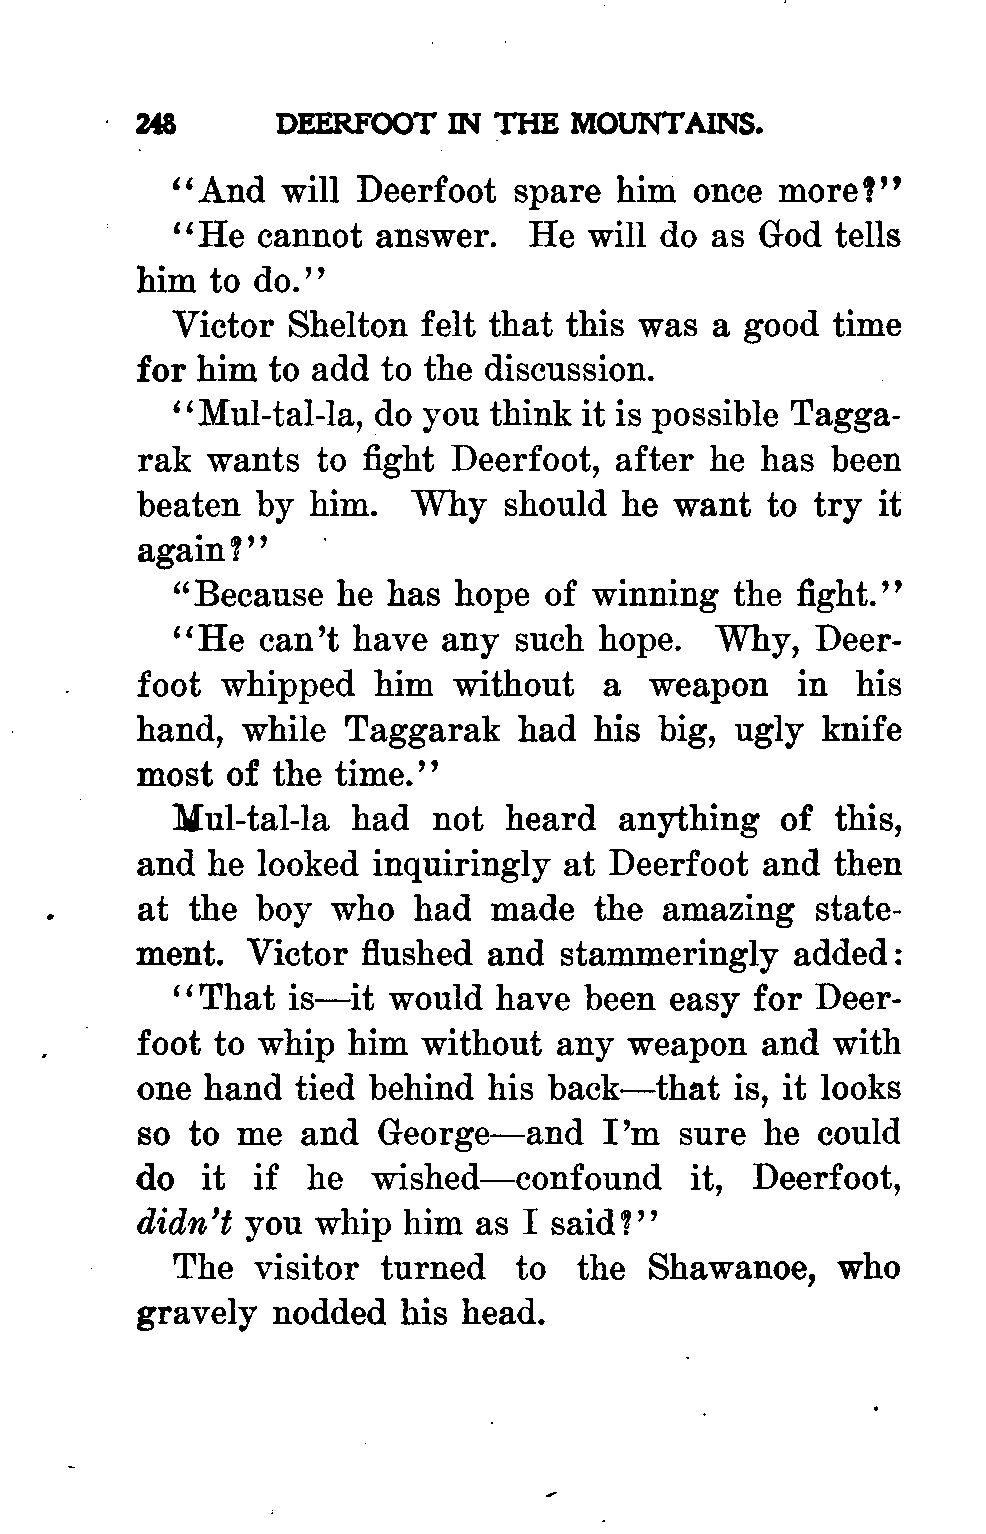 248 DEERFOOT IN THE MOUNTAINS.
"And will Deerfoot spare him once more?"
"He cannot answer. He will do as God tells
him to do."
Victor Shelton felt that this was a good time
for him to add to the discussion.
"Mul-tal-la, do you think it is possible Tagga-
rak wants to fight Deerfoot, after he has been
beaten by him. Why should he want to try it
again?"
"Because he has hope of winning the fight."
"He can't have any such hope. Why, Deer-
foot whipped him without a weapon in his
hand, while Taggarak had his big, ugly knife
most of the time."
Mul-tal-la had not heard anything of this,
and he looked inquiringly at Deerfoot and then
at the boy who had made the amazing state-
ment. Victor flushed and stammeringly added:
"That is—it would have been easy for Deer-
foot to whip him without any weapon and with
one hand tied behind his back—that is, it looks
so to me and George—and I'm sure he could
do it if he wished—confound it, Deerfoot,
didn't you whip him as I said?"
The visitor turned to the Shawanoe, who
gravely nodded his head.